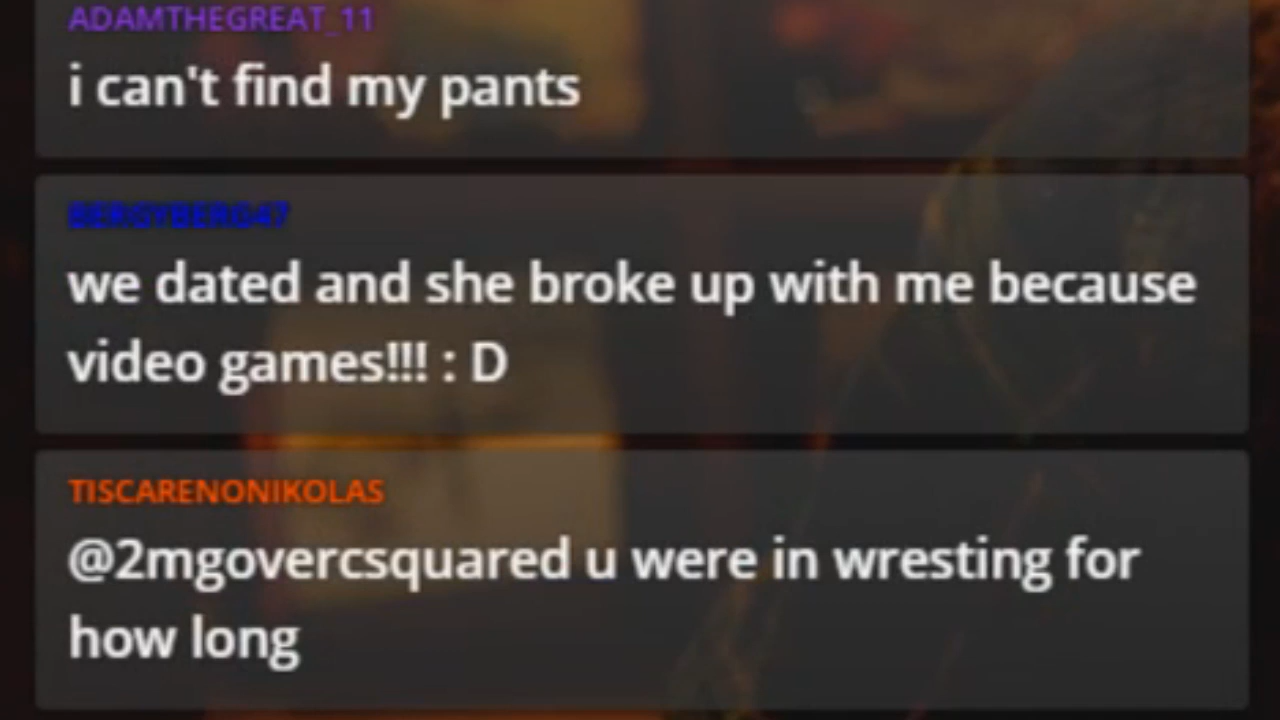 ADAMTHEGREAT_11
i can't find my pants
BERGYBERG47
we dated and she broke up with me because
video games!!! : D
TISCARENONIKOLAS
@2mgovercsquared u were in wresting for
how long